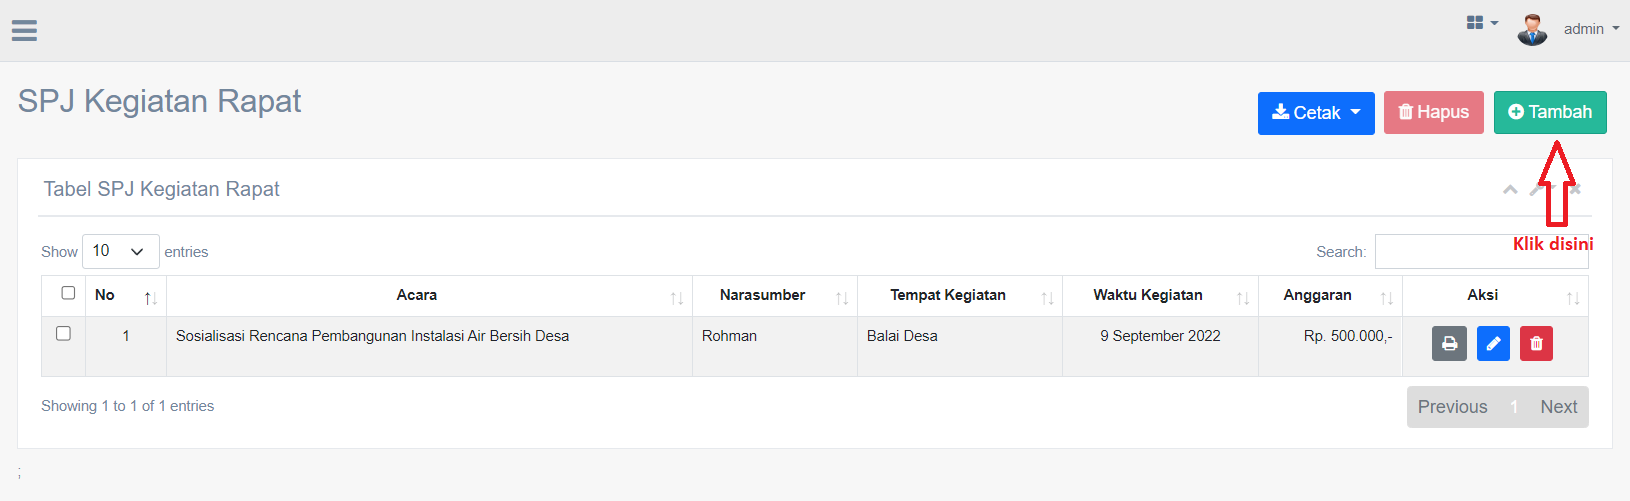 admin
SPJ Kegiatan Rapat
Cetak Hapus Tambah
Tabel SPJ Kegiatan Rapat
Klik disini
Show 10 entries Search:
No Acara Narasumber Tempat Kegiatan Waktu Kegiatan Anggaran Aksi
1 Sosialisasi Rencana Pembangunan Instalasi Air Bersih Desa Rohman Balai Desa 9 September 2022 Rp. 500.000,-
Showing 1 to 1 of 1 entries Previous 1 Next
;